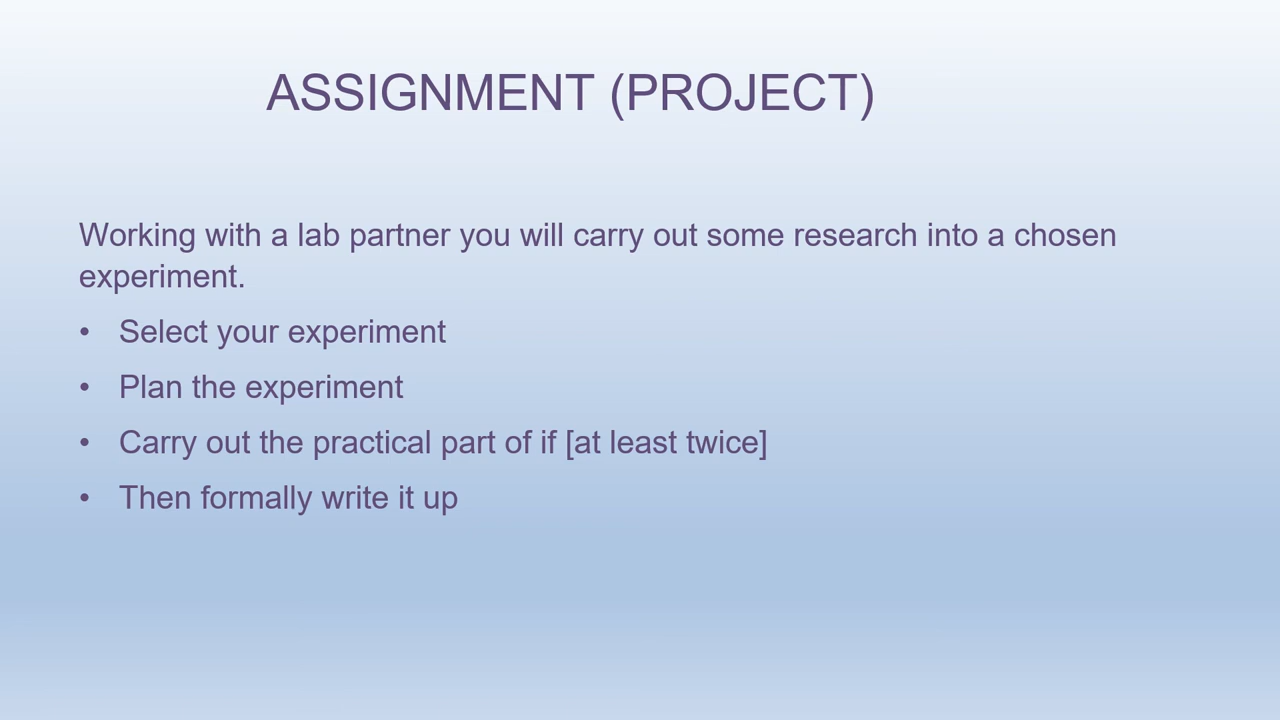 ASSIGNMENT (PROJECT)
Working with a lab partner you will carry out some research into a chosen
experiment.
• Select your experiment
• Plan the experiment
• Carry out the practical part of if [at least twice]
• Then formally write it up